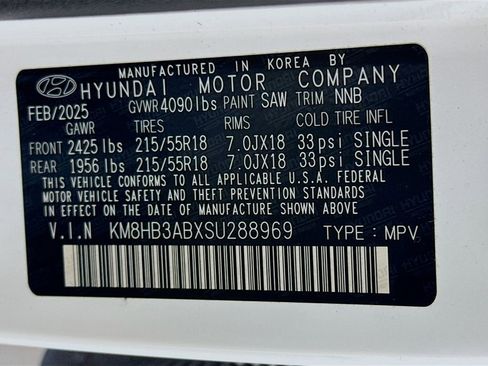 MANUFACTURED IN KOREA BY
HYUNDAI MOTOR COMPANY
FEB/2025 GVWR 4090 lbs PAINT SAW TRIM NNB
GAWR TIRES RIMS COLD TIRE INFL
FRONT 2425 lbs 215/55R18 7.0JX18 33 psi SINGLE
REAR 1956 lbs 215/55R18 7.0JX18 33 psi SINGLE
THIS VEHICLE CONFORMS TO ALL APPLICABLE U.S.A. FEDERAL
MOTOR VEHICLE SAFETY AND THEFT PREVENTION STANDARDS
IN EFFECT ON THE DATE OF MANUFACTURE SHOWN ABOVE.
V.I.N KM8HB3ABXSU288969 TYPE : MPV